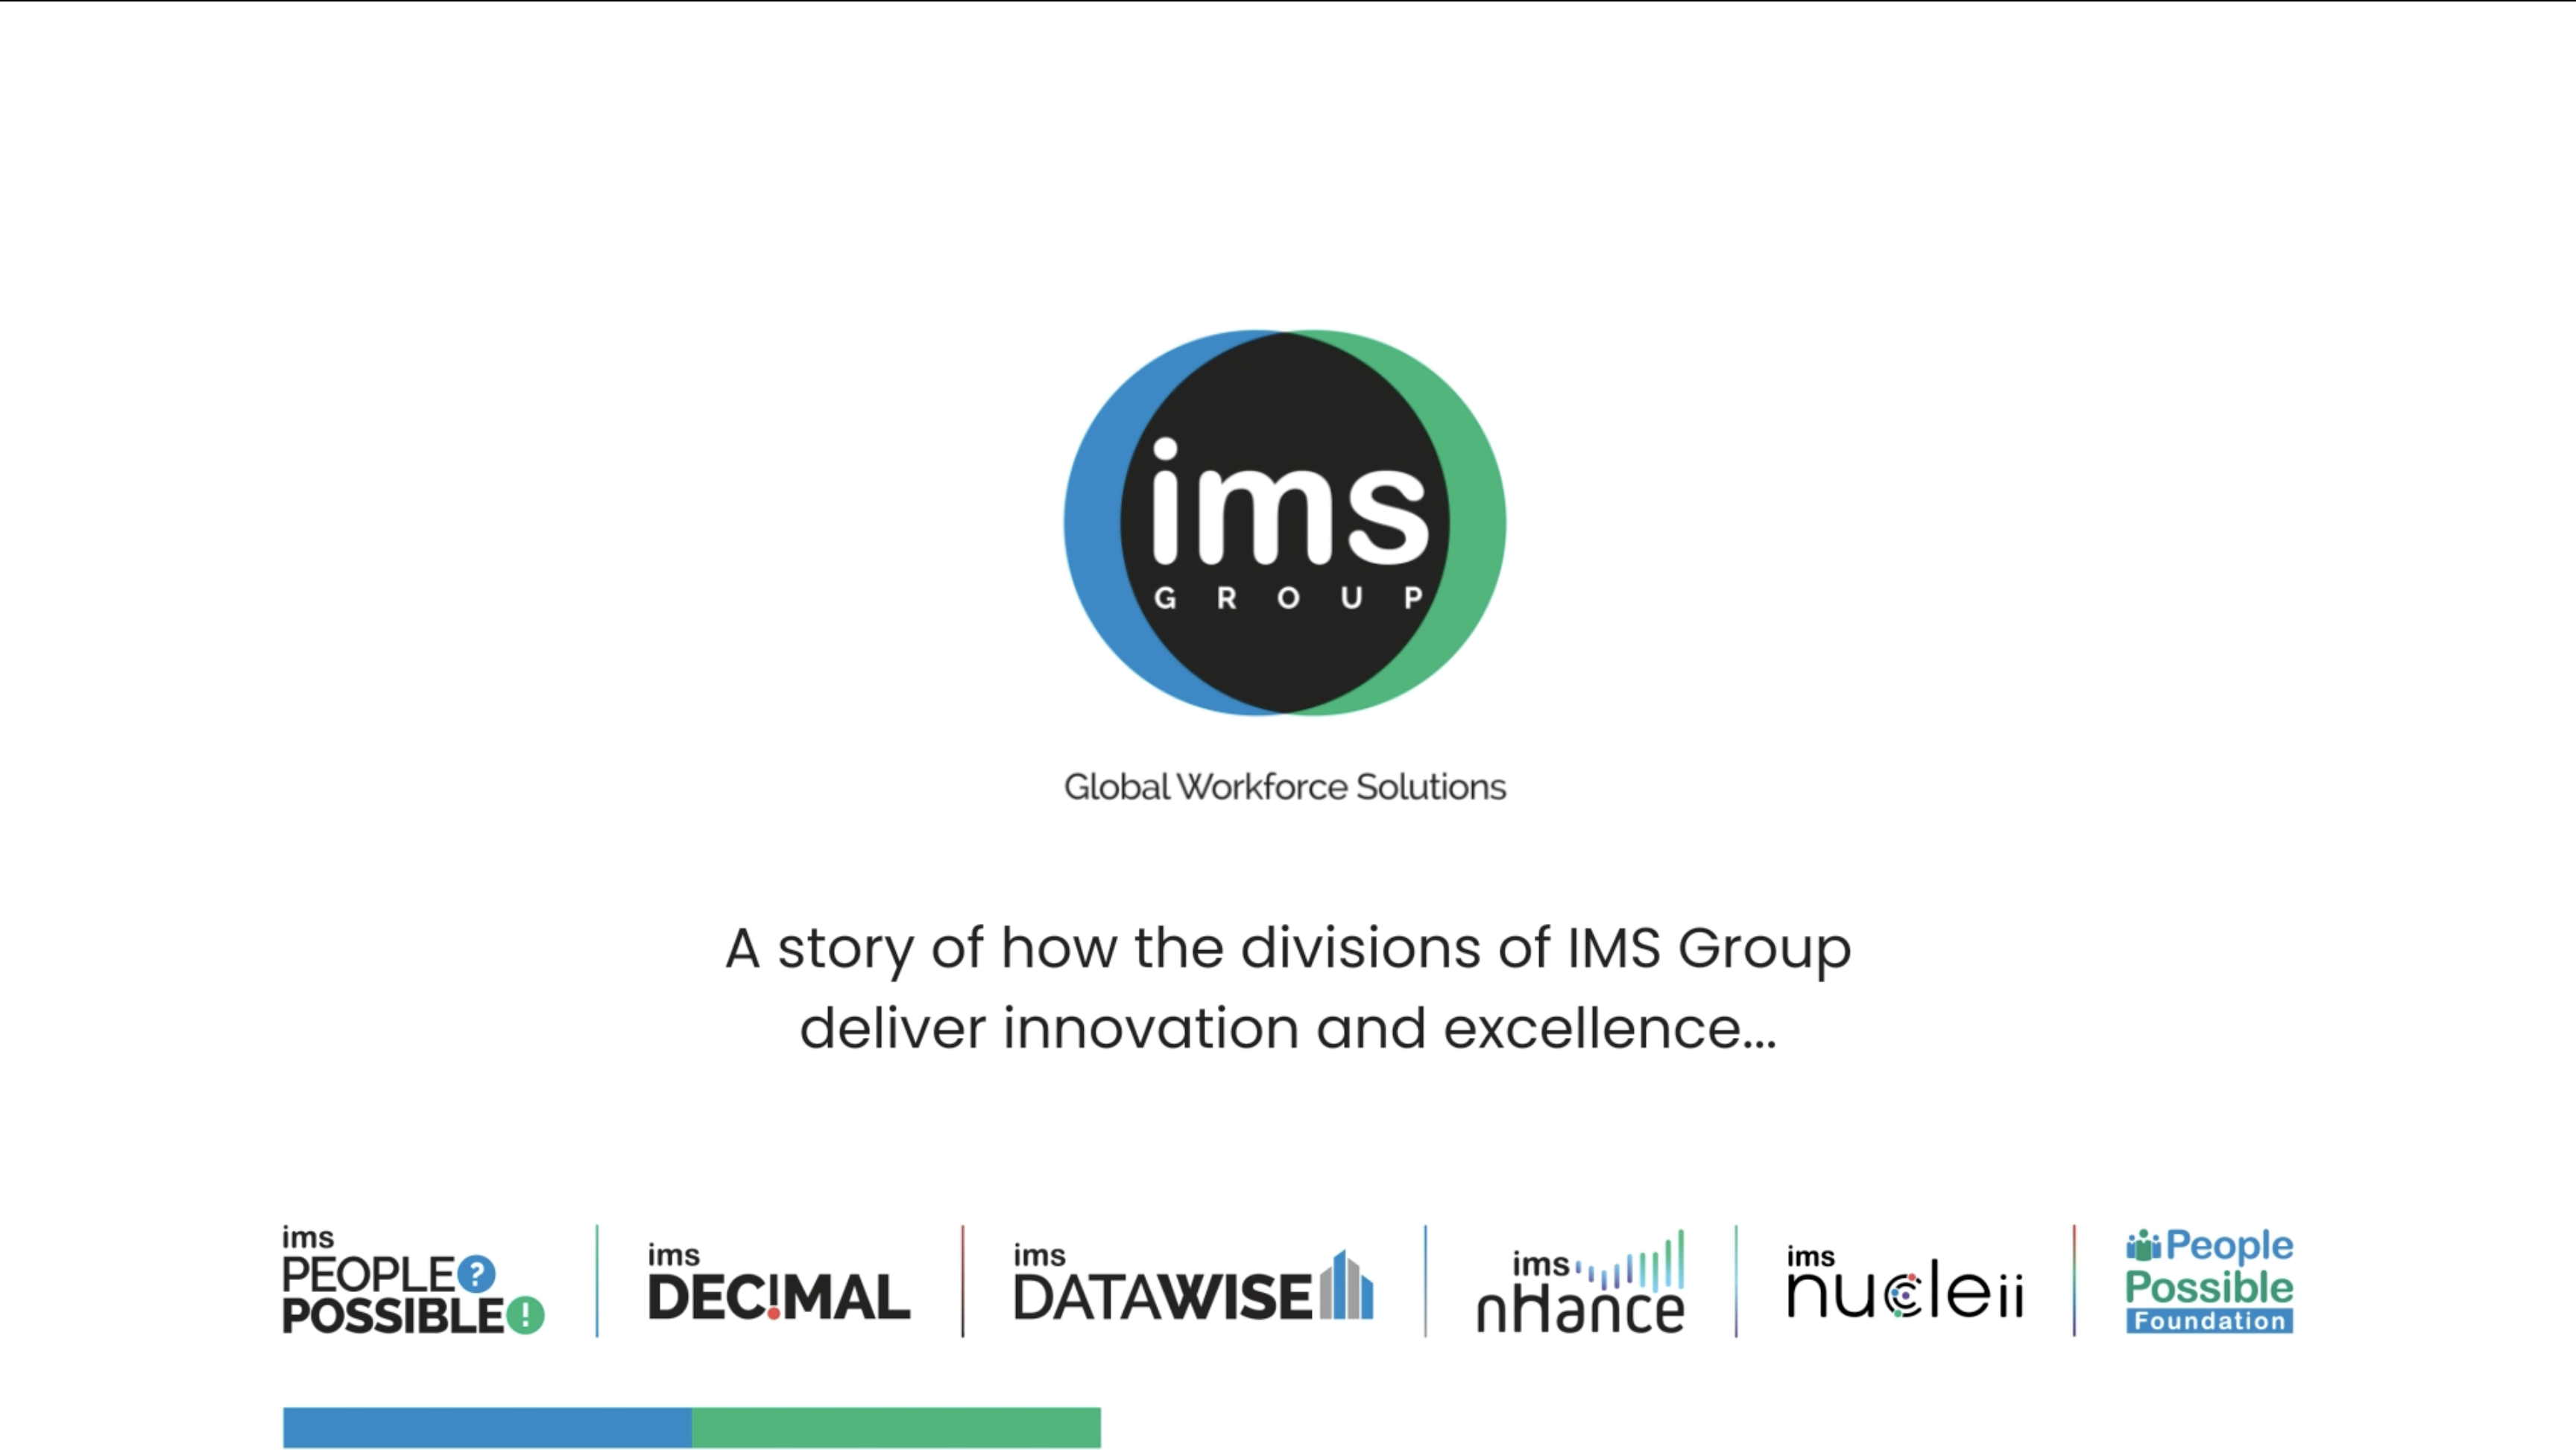 ims
GROUP
Global Workforce Solutions
A story of how the divisions of IMS Group
deliver innovation and excellence...
ims
PEOPLE?
POSSIBLE!
ims
DEC!MAL
ims
DATAWISE
ims
nHance
ims
nucleii
People
Possible
Foundation